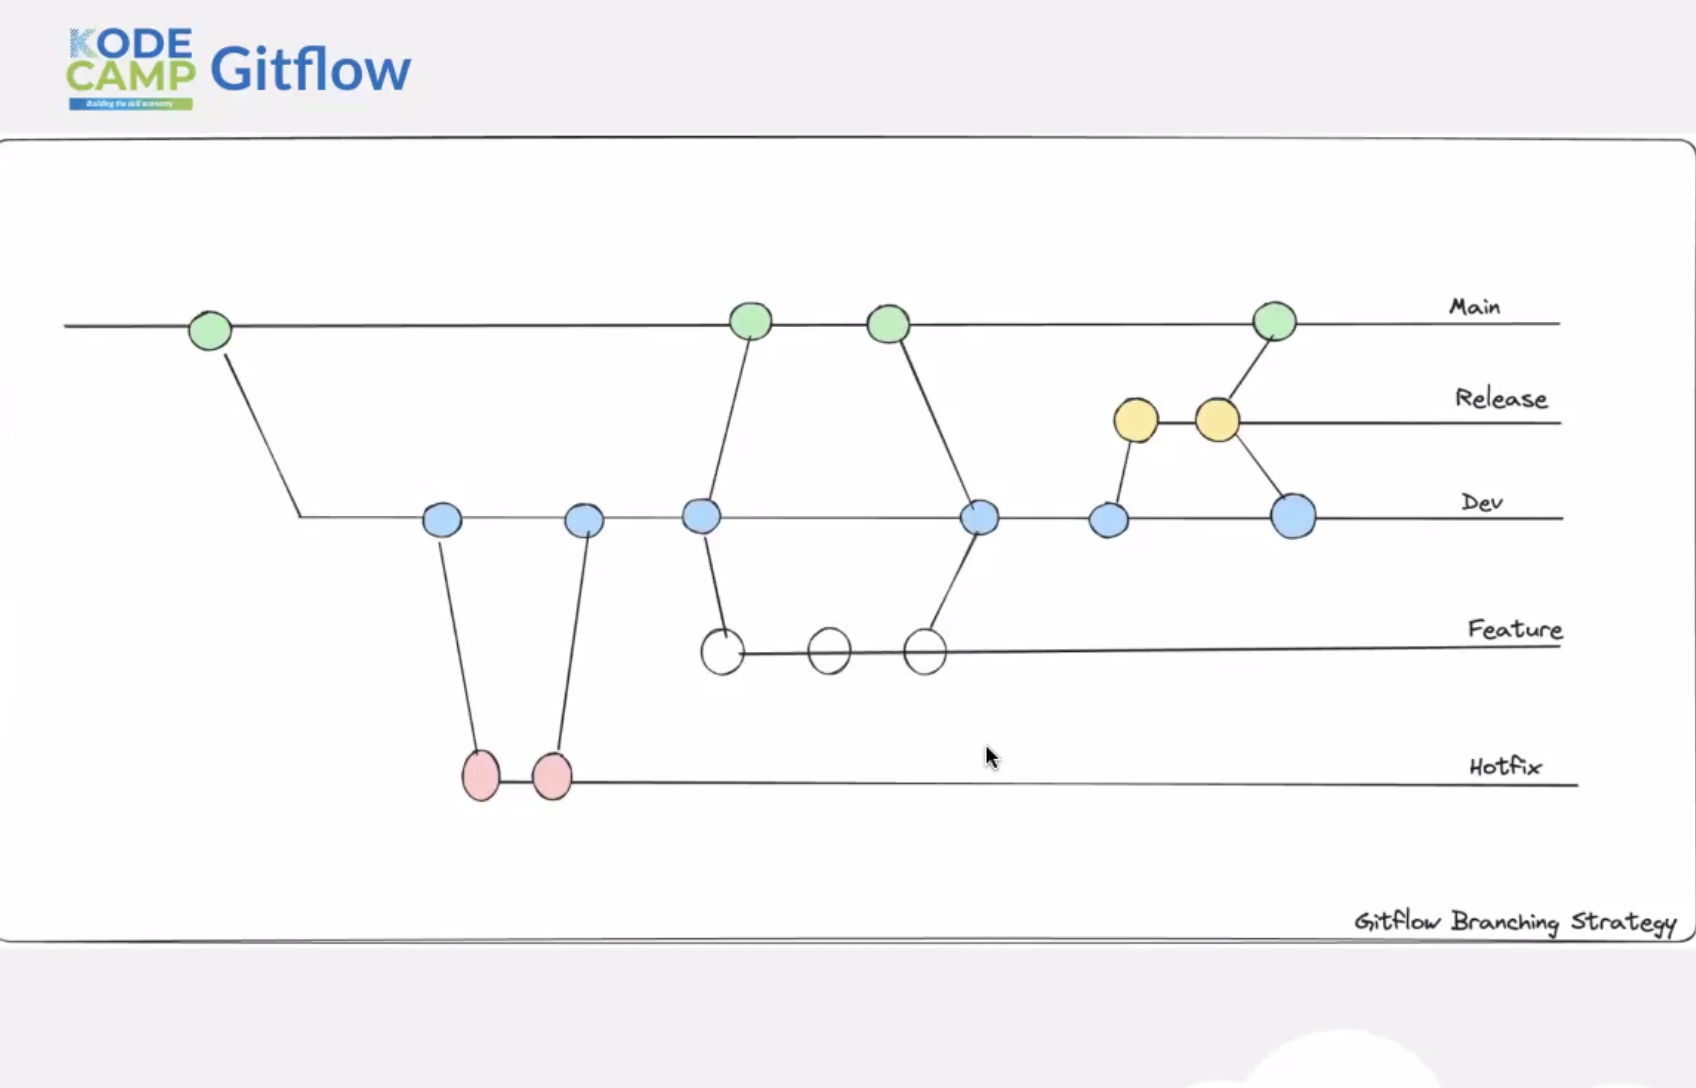 KODE
CAMP
Building the skill economy
Gitflow
Main
Release
Dev
Feature
Hotfix
Gitflow Branching Strategy